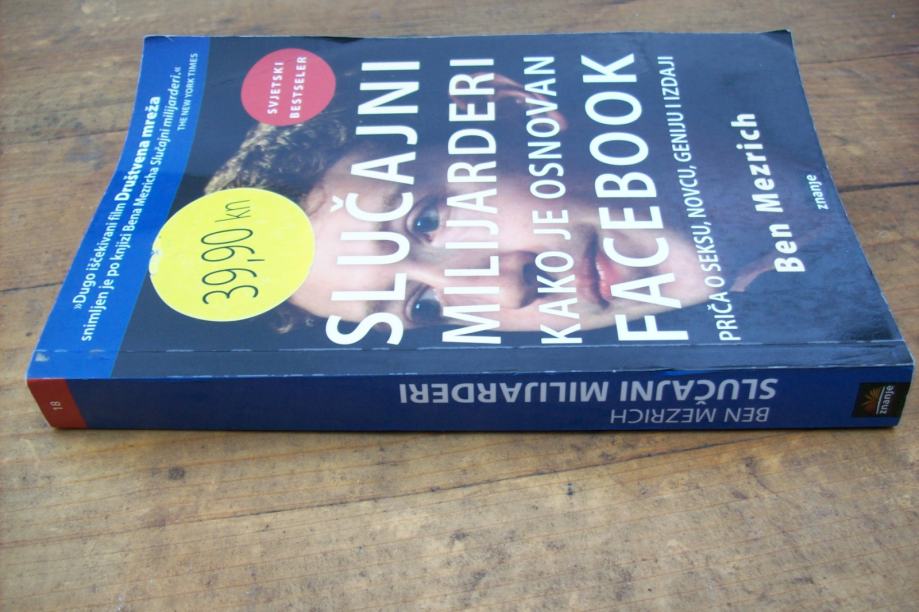 »Dugo iščekivani film Društvena mreža
snimljen je po knjizi Bena Mezricha Slučajni milijarderi.«
THE NEW YORK TIMES
SVJETSKI
BESTSELER
39,90 kn
SLUČAJNI
MILIJARDERI
KAKO JE OSNOVAN
FACEBOOK
PRIČA O SEKSU, NOVCU, GENIJU I IZDAJI
Ben Mezrich
znanje
18
BEN MEZRICH
SLUČAJNI MILIJARDERI
znanje